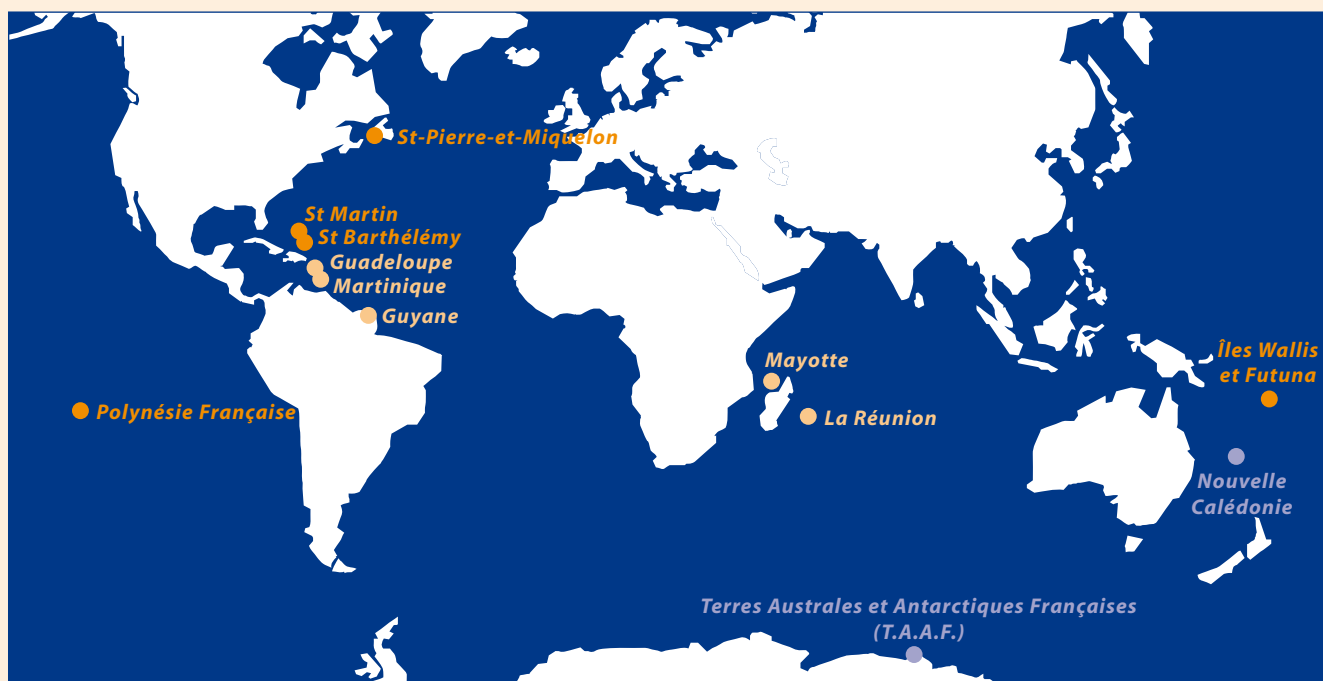 St-Pierre-et-Miquelon
St Martin
St Barthélémy
Guadeloupe
Martinique
Guyane
Mayotte
Îles Wallis
et Futuna
Polynésie Française
La Réunion
Nouvelle
Calédonie
Terres Australes et Antarctiques Françaises
(T.A.A.F.)